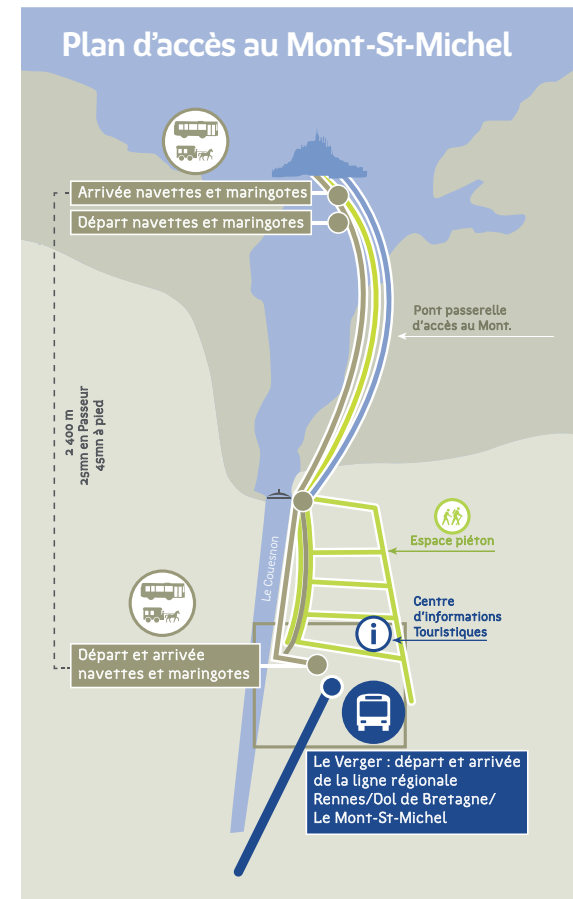 Plan d'accès au Mont-St-Michel
Arrivée navettes et maringotes
Départ navettes et maringotes
Pont passerelle
d'accès au Mont.
2 400 m
25mn en Passeur
45mn à pied
Le Couesnon
Espace piéton
Centre
d'informations
Touristiques
i
Départ et arrivée
navettes et maringotes
Le Verger : départ et arrivée
de la ligne régionale
Rennes/Dol de Bretagne/
Le Mont-St-Michel